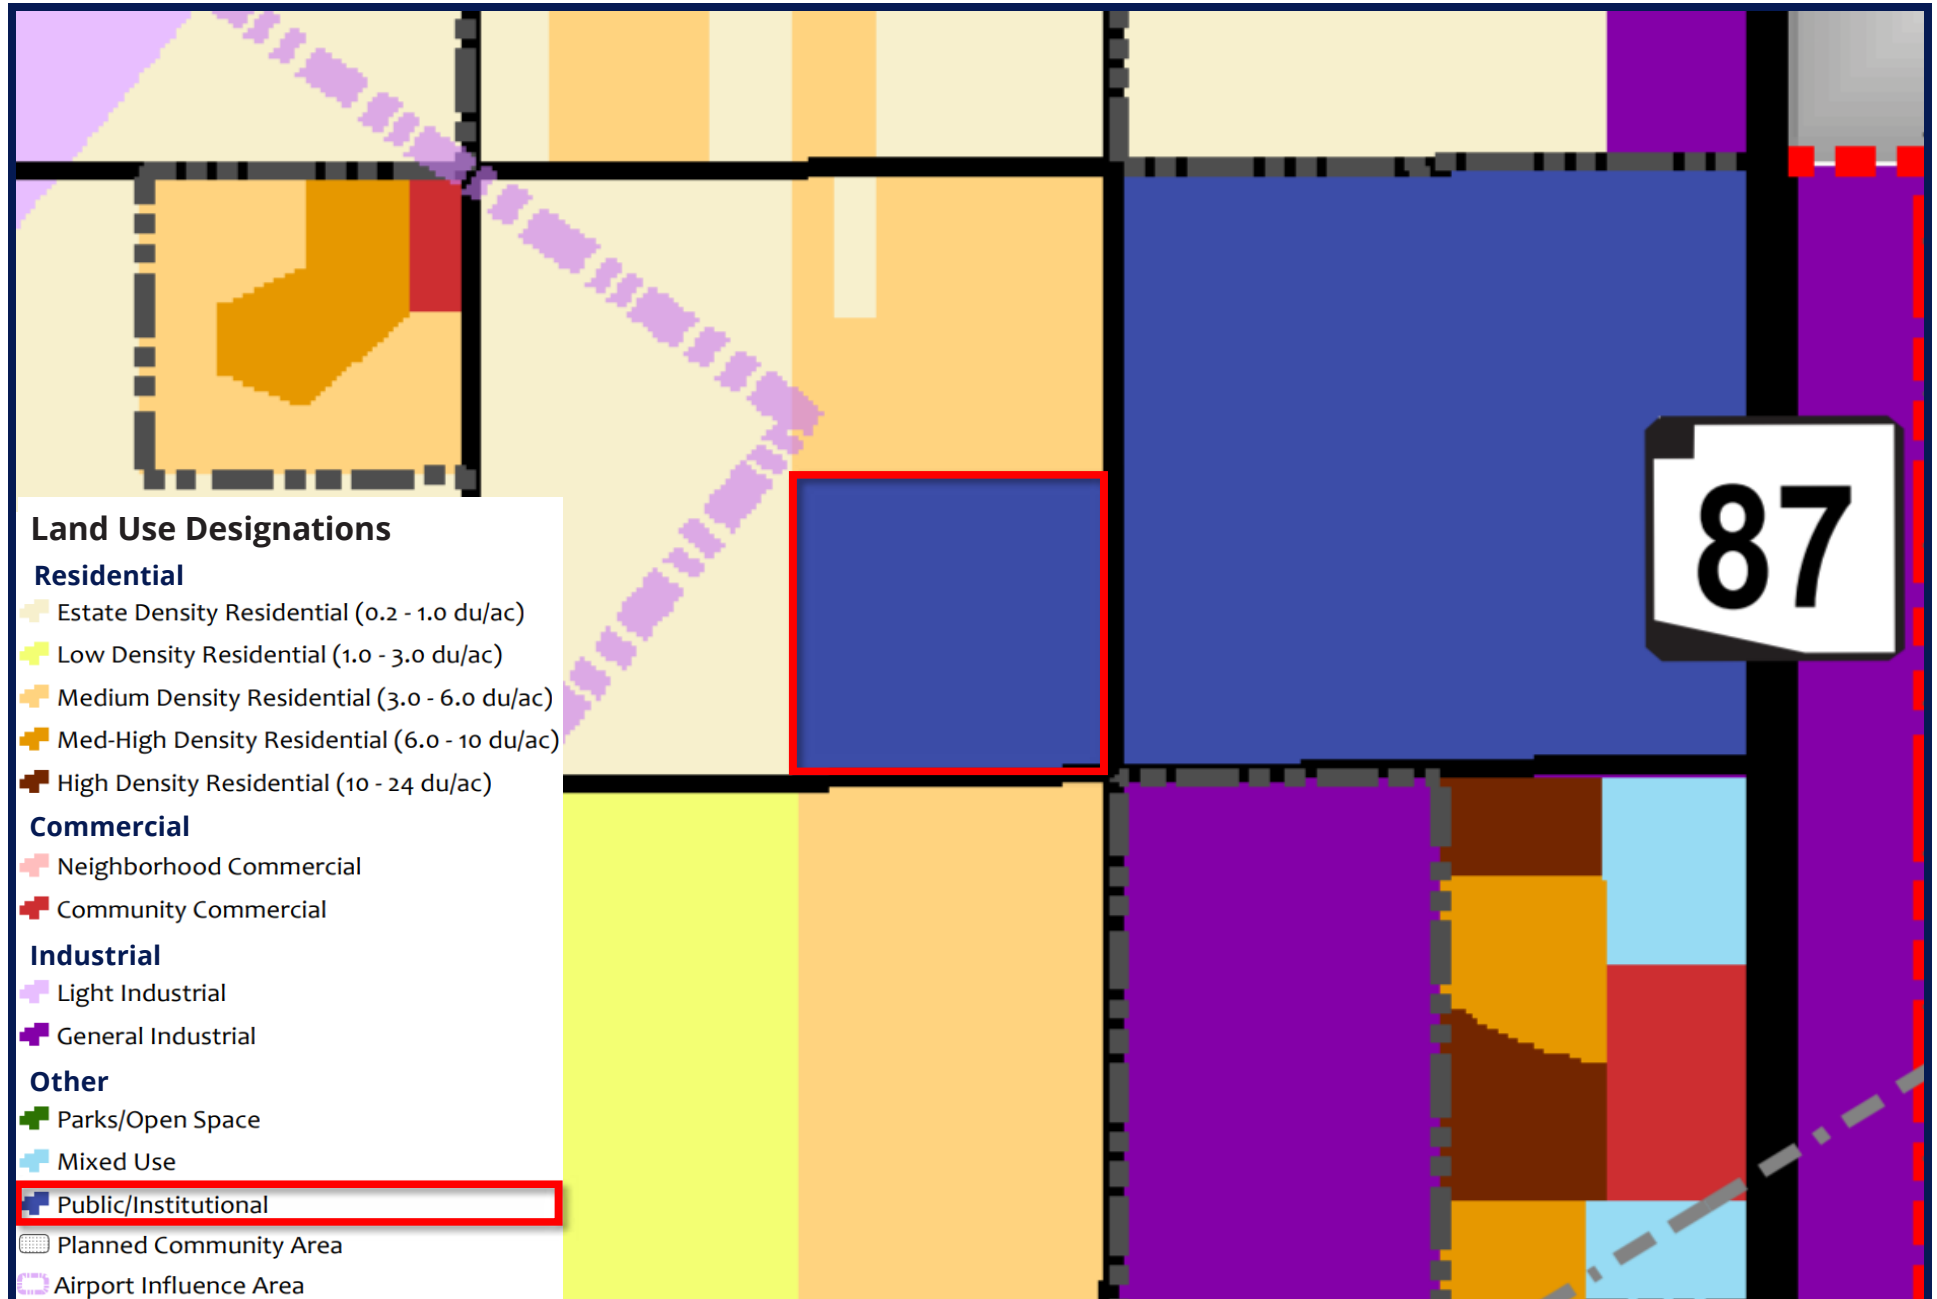 Land Use Designations
Residential
Estate Density Residential (0.2 - 1.0 du/ac)
Low Density Residential (1.0 - 3.0 du/ac)
Medium Density Residential (3.0 - 6.0 du/ac)
Med-High Density Residential (6.0 - 10 du/ac)
High Density Residential (10 - 24 du/ac)
Commercial
Neighborhood Commercial
Community Commercial
Industrial
Light Industrial
General Industrial
Other
Parks/Open Space
Mixed Use
Public/Institutional
Planned Community Area
Airport Influence Area
87